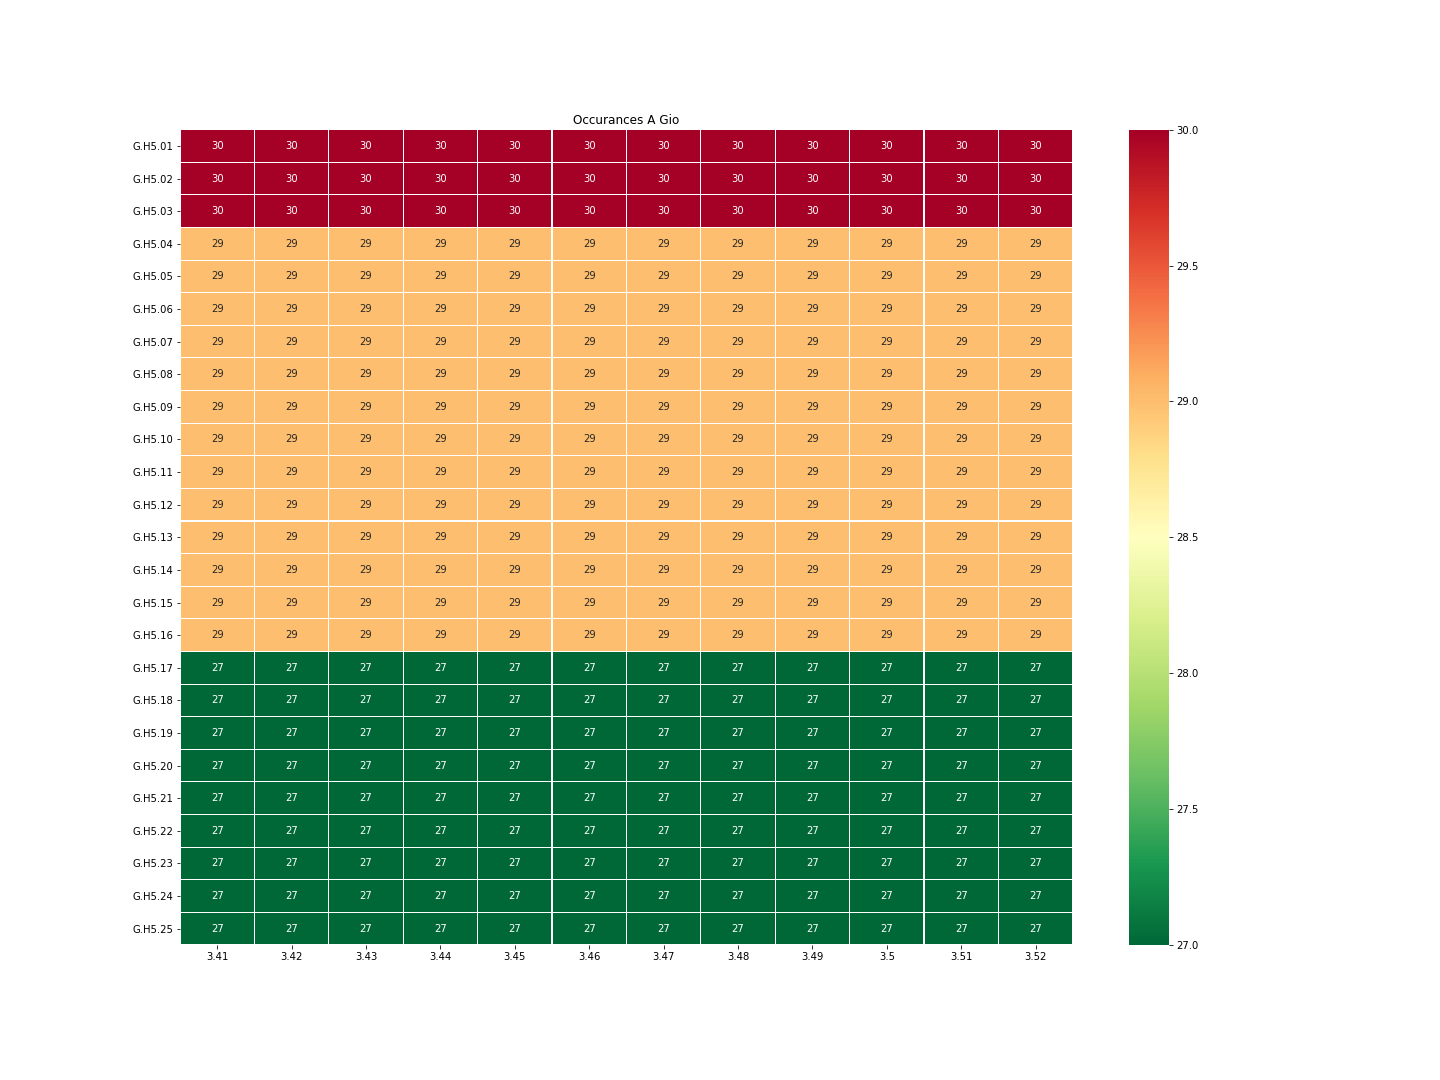 Occurances A Gio
G.H5.01 30 30 30 30 30 30 30 30 30 30 30 30
G.H5.02 30 30 30 30 30 30 30 30 30 30 30 30
G.H5.03 30 30 30 30 30 30 30 30 30 30 30 30
G.H5.04 29 29 29 29 29 29 29 29 29 29 29 29
G.H5.05 29 29 29 29 29 29 29 29 29 29 29 29
G.H5.06 29 29 29 29 29 29 29 29 29 29 29 29
G.H5.07 29 29 29 29 29 29 29 29 29 29 29 29
G.H5.08 29 29 29 29 29 29 29 29 29 29 29 29
G.H5.09 29 29 29 29 29 29 29 29 29 29 29 29
G.H5.10 29 29 29 29 29 29 29 29 29 29 29 29
G.H5.11 29 29 29 29 29 29 29 29 29 29 29 29
G.H5.12 29 29 29 29 29 29 29 29 29 29 29 29
G.H5.13 29 29 29 29 29 29 29 29 29 29 29 29
G.H5.14 29 29 29 29 29 29 29 29 29 29 29 29
G.H5.15 29 29 29 29 29 29 29 29 29 29 29 29
G.H5.16 29 29 29 29 29 29 29 29 29 29 29 29
G.H5.17 27 27 27 27 27 27 27 27 27 27 27 27
G.H5.18 27 27 27 27 27 27 27 27 27 27 27 27
G.H5.19 27 27 27 27 27 27 27 27 27 27 27 27
G.H5.20 27 27 27 27 27 27 27 27 27 27 27 27
G.H5.21 27 27 27 27 27 27 27 27 27 27 27 27
G.H5.22 27 27 27 27 27 27 27 27 27 27 27 27
G.H5.23 27 27 27 27 27 27 27 27 27 27 27 27
G.H5.24 27 27 27 27 27 27 27 27 27 27 27 27
G.H5.25 27 27 27 27 27 27 27 27 27 27 27 27
3.41 3.42 3.43 3.44 3.45 3.46 3.47 3.48 3.49 3.5 3.51 3.52
30.0
29.5
29.0
28.5
28.0
27.5
27.0